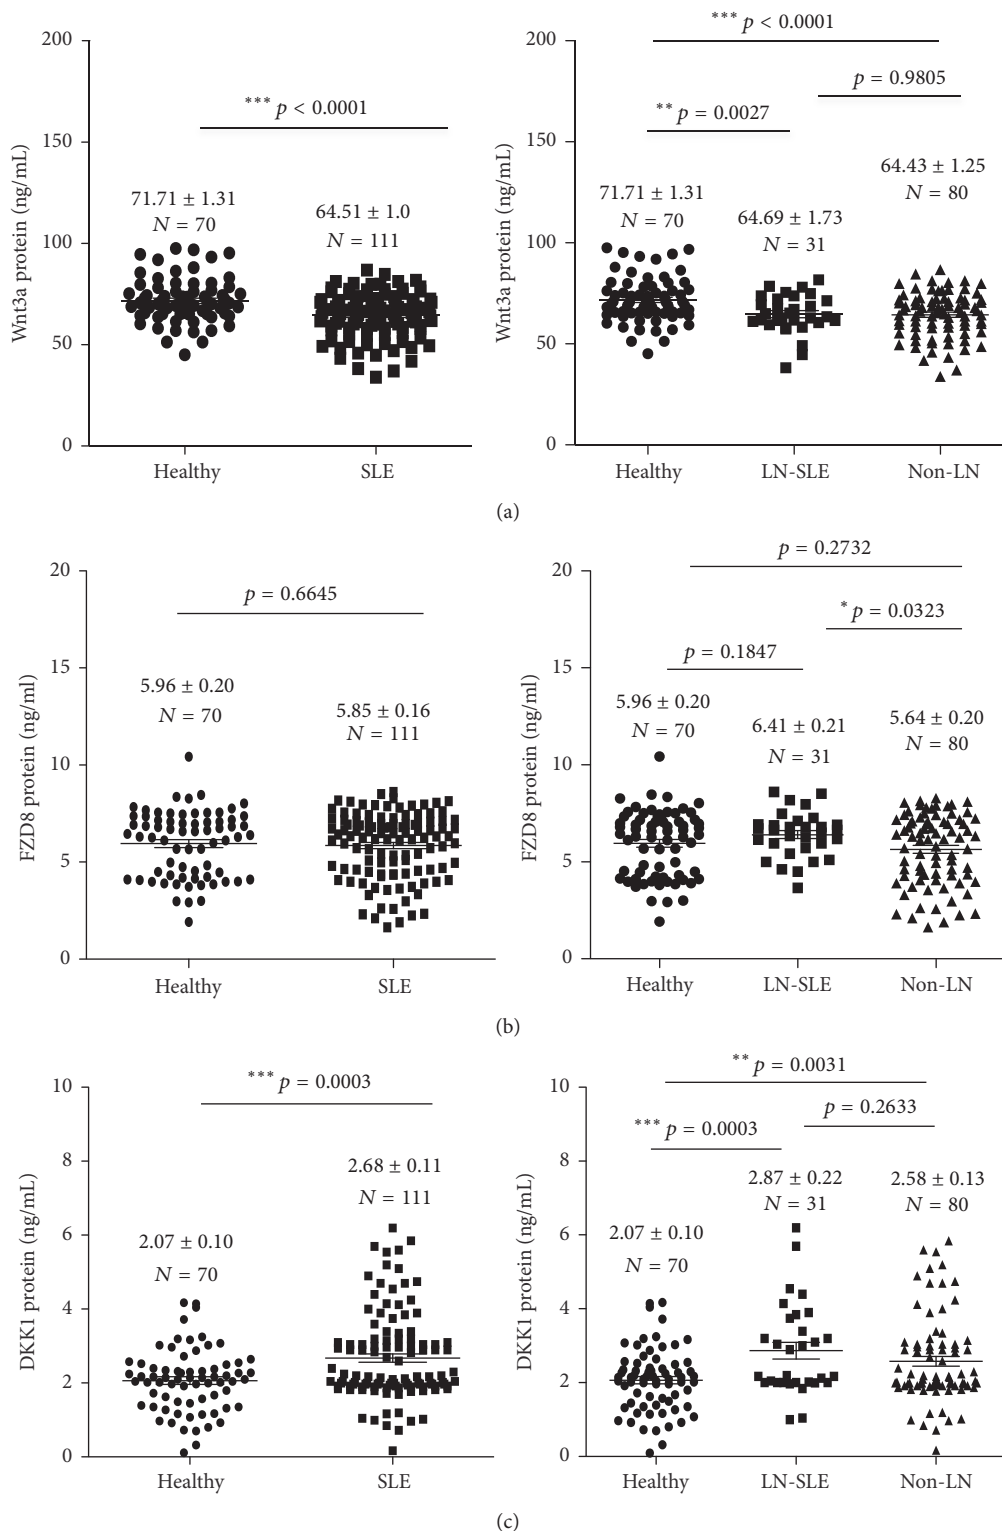 200
150
100
50
0
Wnt3a protein (ng/mL)
*** p < 0.0001
71.71 ± 1.31
N = 70
64.51 ± 1.0
N = 111
Healthy
SLE
200
150
100
50
0
Wnt3a protein (ng/mL)
*** p < 0.0001
p = 0.9805
** p = 0.0027
71.71 ± 1.31
N = 70
64.69 ± 1.73
N = 31
64.43 ± 1.25
N = 80
Healthy
LN-SLE
Non-LN
(a)
20
15
10
5
0
FZD8 protein (ng/ml)
p = 0.6645
5.96 ± 0.20
N = 70
5.85 ± 0.16
N = 111
Healthy
SLE
20
15
10
5
0
FZD8 protein (ng/ml)
p = 0.2732
* p = 0.0323
p = 0.1847
5.96 ± 0.20
N = 70
6.41 ± 0.21
N = 31
5.64 ± 0.20
N = 80
Healthy
LN-SLE
Non-LN
(b)
10
8
6
4
2
0
DKK1 protein (ng/mL)
*** p = 0.0003
2.07 ± 0.10
N = 70
2.68 ± 0.11
N = 111
Healthy
SLE
10
8
6
4
2
0
DKK1 protein (ng/mL)
** p = 0.0031
p = 0.2633
*** p = 0.0003
2.07 ± 0.10
N = 70
2.87 ± 0.22
N = 31
2.58 ± 0.13
N = 80
Healthy
LN-SLE
Non-LN
(c)